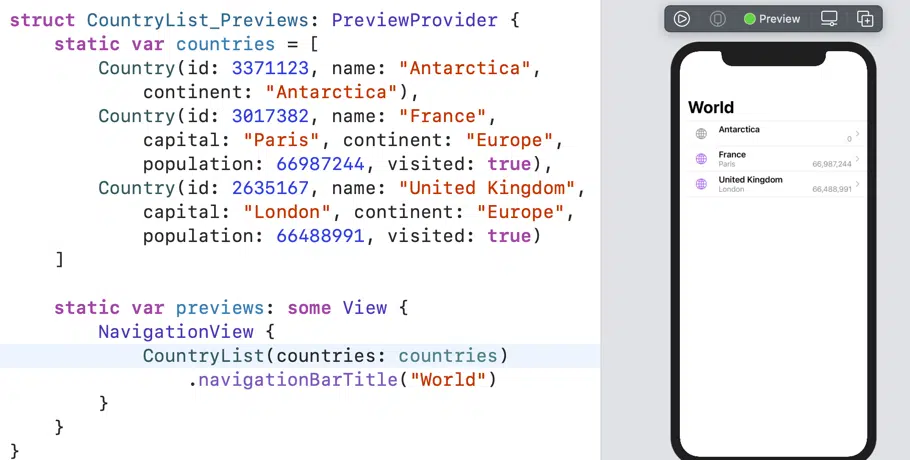 struct CountryList_Previews: PreviewProvider {
    static var countries = [
        Country(id: 3371123, name: "Antarctica",
            continent: "Antarctica"),
        Country(id: 3017382, name: "France",
            capital: "Paris", continent: "Europe",
            population: 66987244, visited: true),
        Country(id: 2635167, name: "United Kingdom",
            capital: "London", continent: "Europe",
            population: 66488991, visited: true)
    ]

    static var previews: some View {
        NavigationView {
            CountryList(countries: countries)
                .navigationBarTitle("World")
        }
    }
}
Preview
World
Antarctica
0
France
Paris 66,987,244
United Kingdom
London 66,488,991